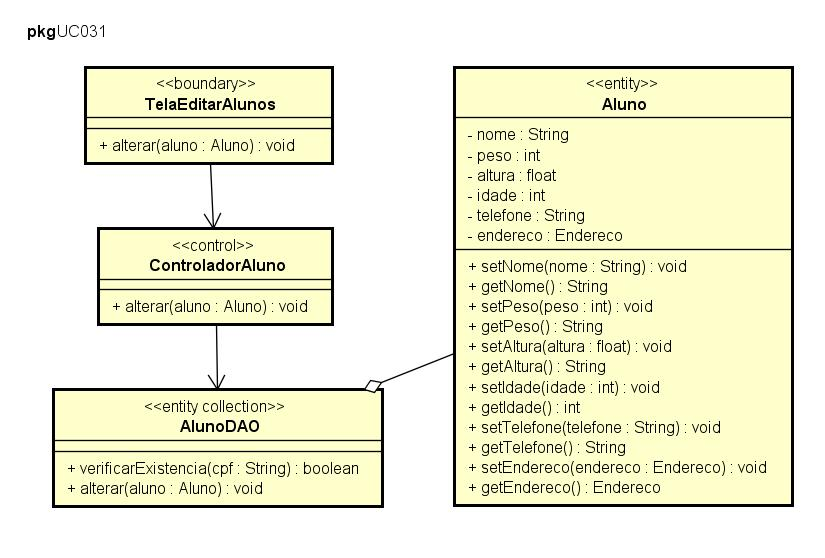 pkgUC031
<<boundary>>
TelaEditarAlunos
+ alterar(aluno : Aluno) : void
<<control>>
ControladorAluno
+ alterar(aluno : Aluno) : void
<<entity collection>>
AlunoDAO
+ verificarExistencia(cpf : String) : boolean
+ alterar(aluno : Aluno) : void
<<entity>>
Aluno
- nome : String
- peso : int
- altura : float
- idade : int
- telefone : String
- endereco : Endereco
+ setNome(nome : String) : void
+ getNome() : String
+ setPeso(peso : int) : void
+ getPeso() : String
+ setAltura(altura : float) : void
+ getAltura() : String
+ setIdade(idade : int) : void
+ getIdade() : int
+ setTelefone(telefone : String) : void
+ getTelefone() : String
+ setEndereco(endereco : Endereco) : void
+ getEndereco() : Endereco